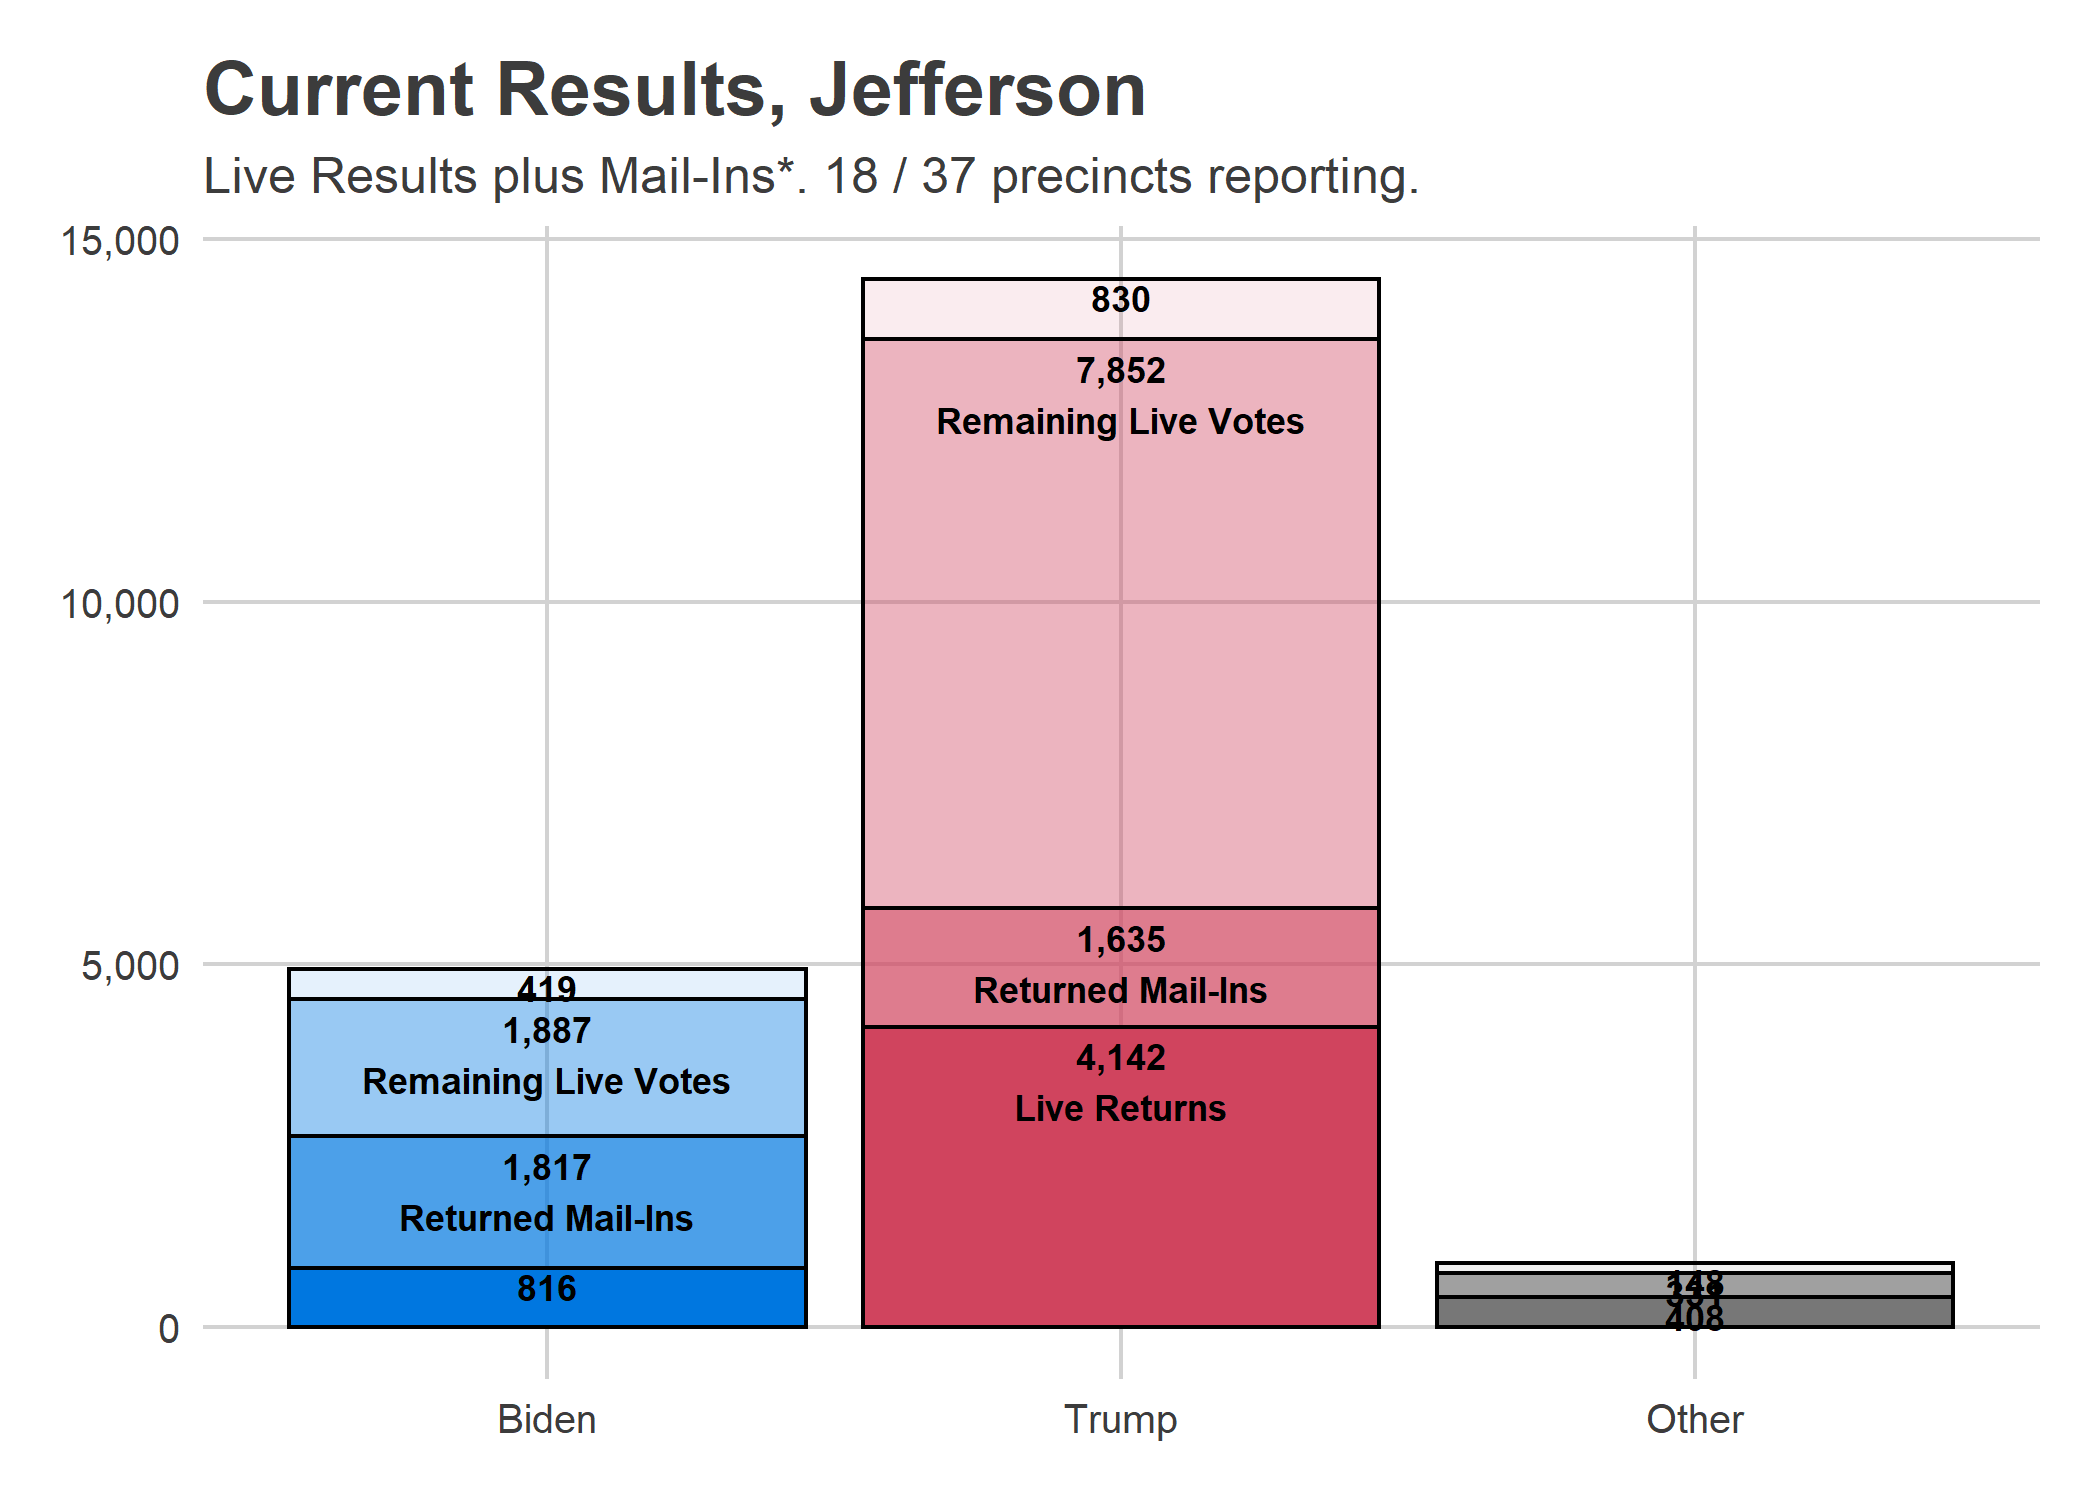 Current Results, Jefferson
Live Results plus Mail-Ins*. 18 / 37 precincts reporting.
15,000
10,000
5,000
0
419
1,887
Remaining Live Votes
1,817
Returned Mail-Ins
816
830
7,852
Remaining Live Votes
1,635
Returned Mail-Ins
4,142
Live Returns
148
408
Biden
Trump
Other